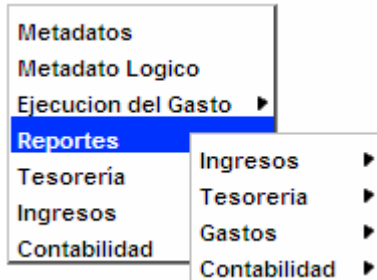 Metadatos
Metadato Logico
Ejecucion del Gasto
Reportes
Tesorería
Ingresos
Contabilidad
Ingresos
Tesoreria
Gastos
Contabilidad